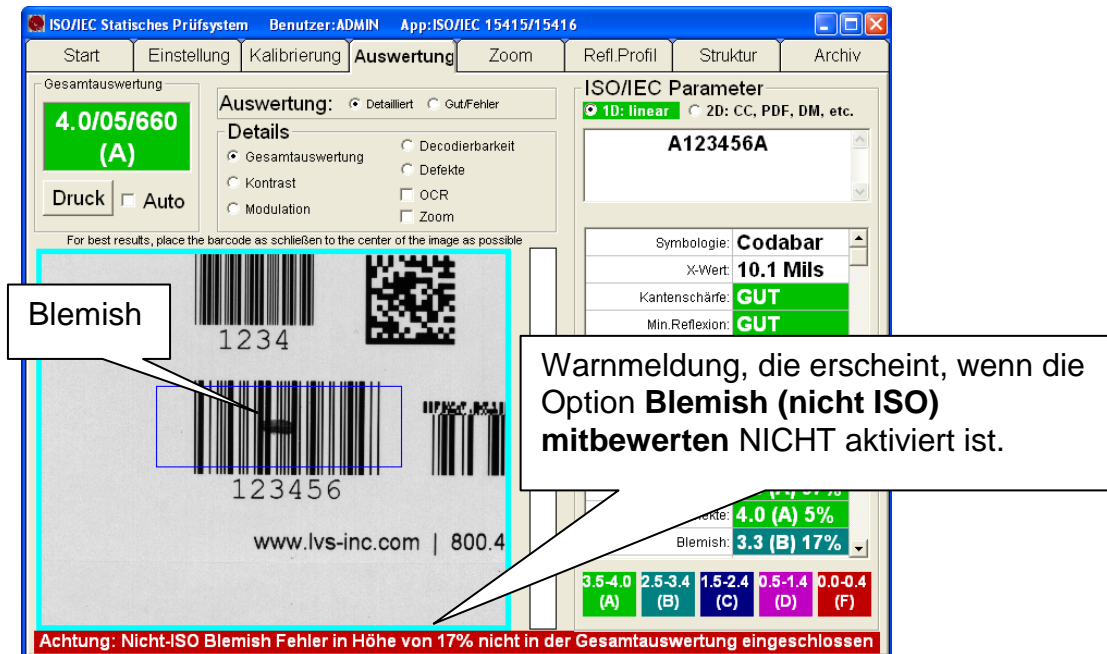 ISO/IEC Statisches Prüfsystem Benutzer:ADMIN App:ISO/IEC 15415/15416
Start Einstellung Kalibrierung Auswertung Zoom Refl.Profil Struktur Archiv
Gesamtauswertung
4.0/05/660
(A)
Druck
Auto
Auswertung: Detailliert Gut/Fehler
Details
Gesamtauswertung
Kontrast
Modulation
Decodierbarkeit
Defekte
OCR
Zoom
ISO/IEC Parameter
1D: linear 2D: CC, PDF, DM, etc.
A123456A
For best results, place the barcode as schließen to the center of the image as possible
Symbologie: Codabar
X-Wert: 10.1 Mils
Kantenschärfe: GUT
Min.Reflexion: GUT
Blemish
1234
123456
www.lvs-inc.com | 800.4
Warnmeldung, die erscheint, wenn die
Option Blemish (nicht ISO)
mitbewerten NICHT aktiviert ist.
4.0 (A) 5%
Blemish: 3.3 (B) 17%
3.5-4.0 2.5-3.4 1.5-2.4 0.5-1.4 0.0-0.4
(A) (B) (C) (D) (F)
Achtung: Nicht-ISO Blemish Fehler in Höhe von 17% nicht in der Gesamtauswertung eingeschlossen